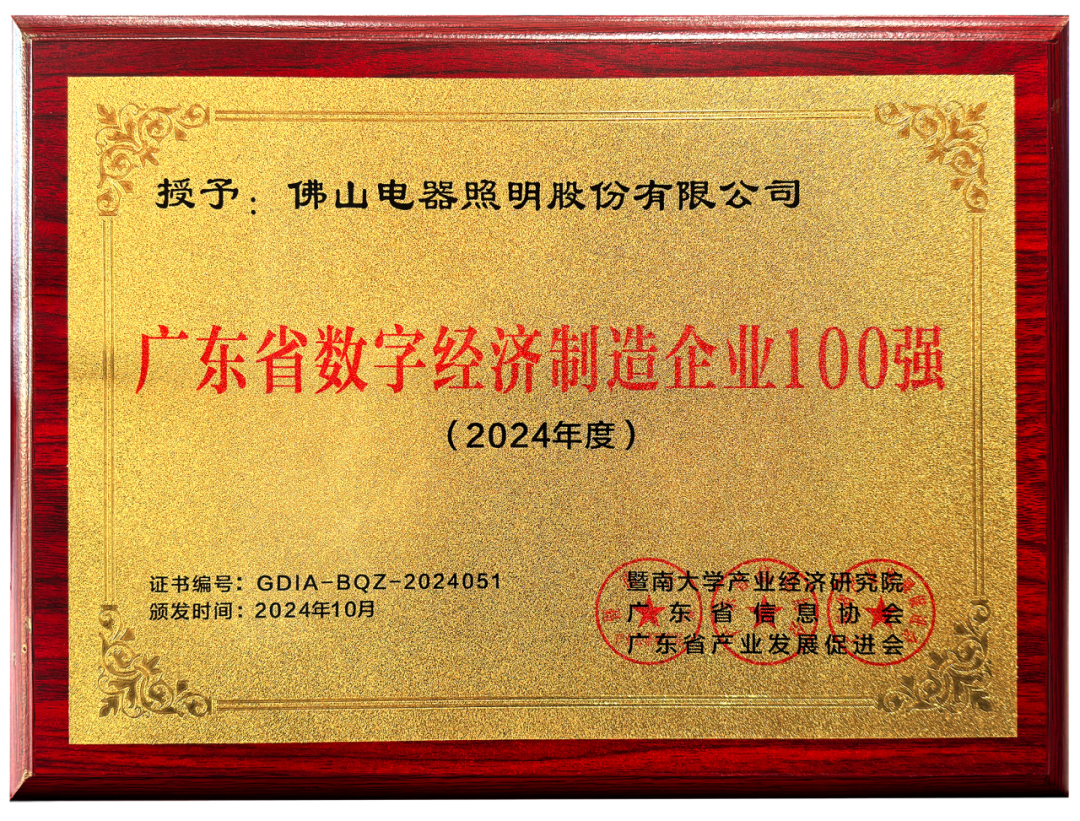 授予：佛山电器照明股份有限公司
广东省数字经济制造企业100强
（2024年度）
证书编号：GDIA-BQZ-2024051
颁发时间：2024年10月
暨南大学产业经济研究院
广东省信息协会
广东省产业发展促进会